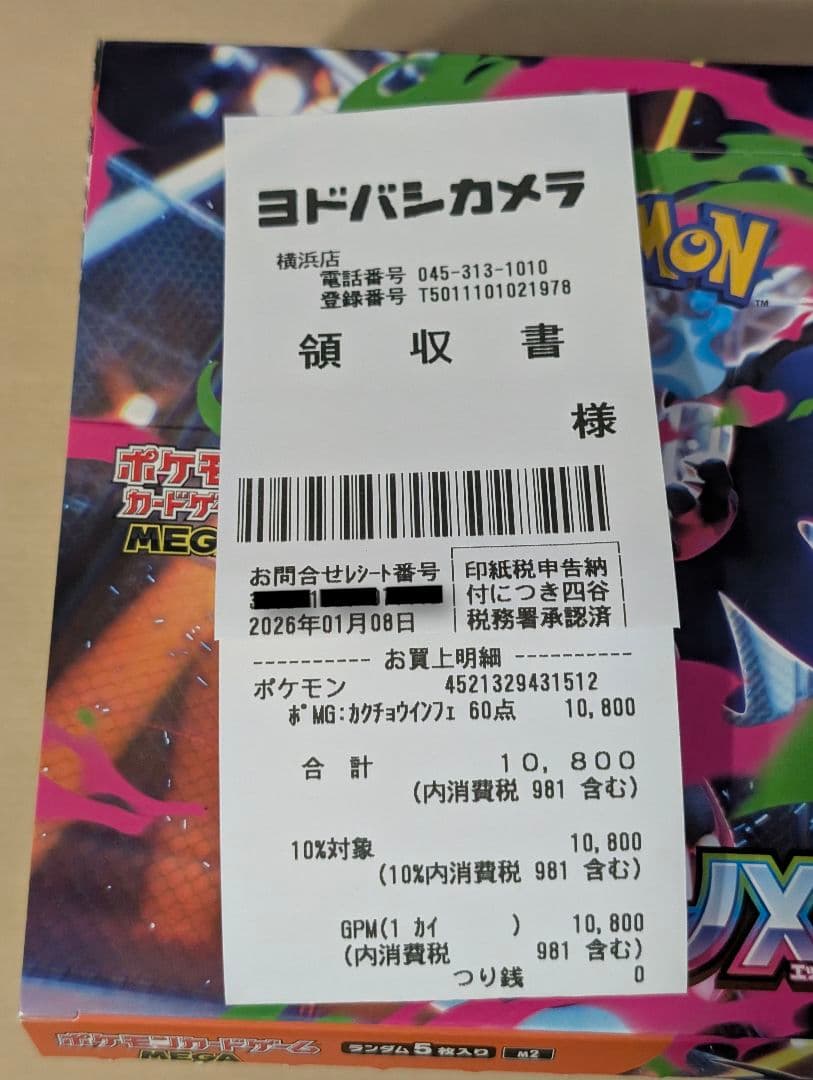 ヨドバシカメラ
横浜店
電話番号 045-313-1010
登録番号 T5011101021978
領 収 書
様
お問合せレシート番号
2026年01月08日
印紙税申告納
付につき四谷
税務署承認済
---------- お買上明細 ----------
ポケモン 4521329431512
ポMG:カクチョウインフェ 60点 10,800
合 計 10,800
(内消費税 981 含む)
10%対象 10,800
(10%内消費税 981 含む)
GPM(1 カイ ) 10,800
(内消費税 981 含む)
つり銭 0
MON
TM
ポケモ
カードゲ
MEGA
X
ポケモンカードゲーム
MEGA
ランダム5枚入り
M2